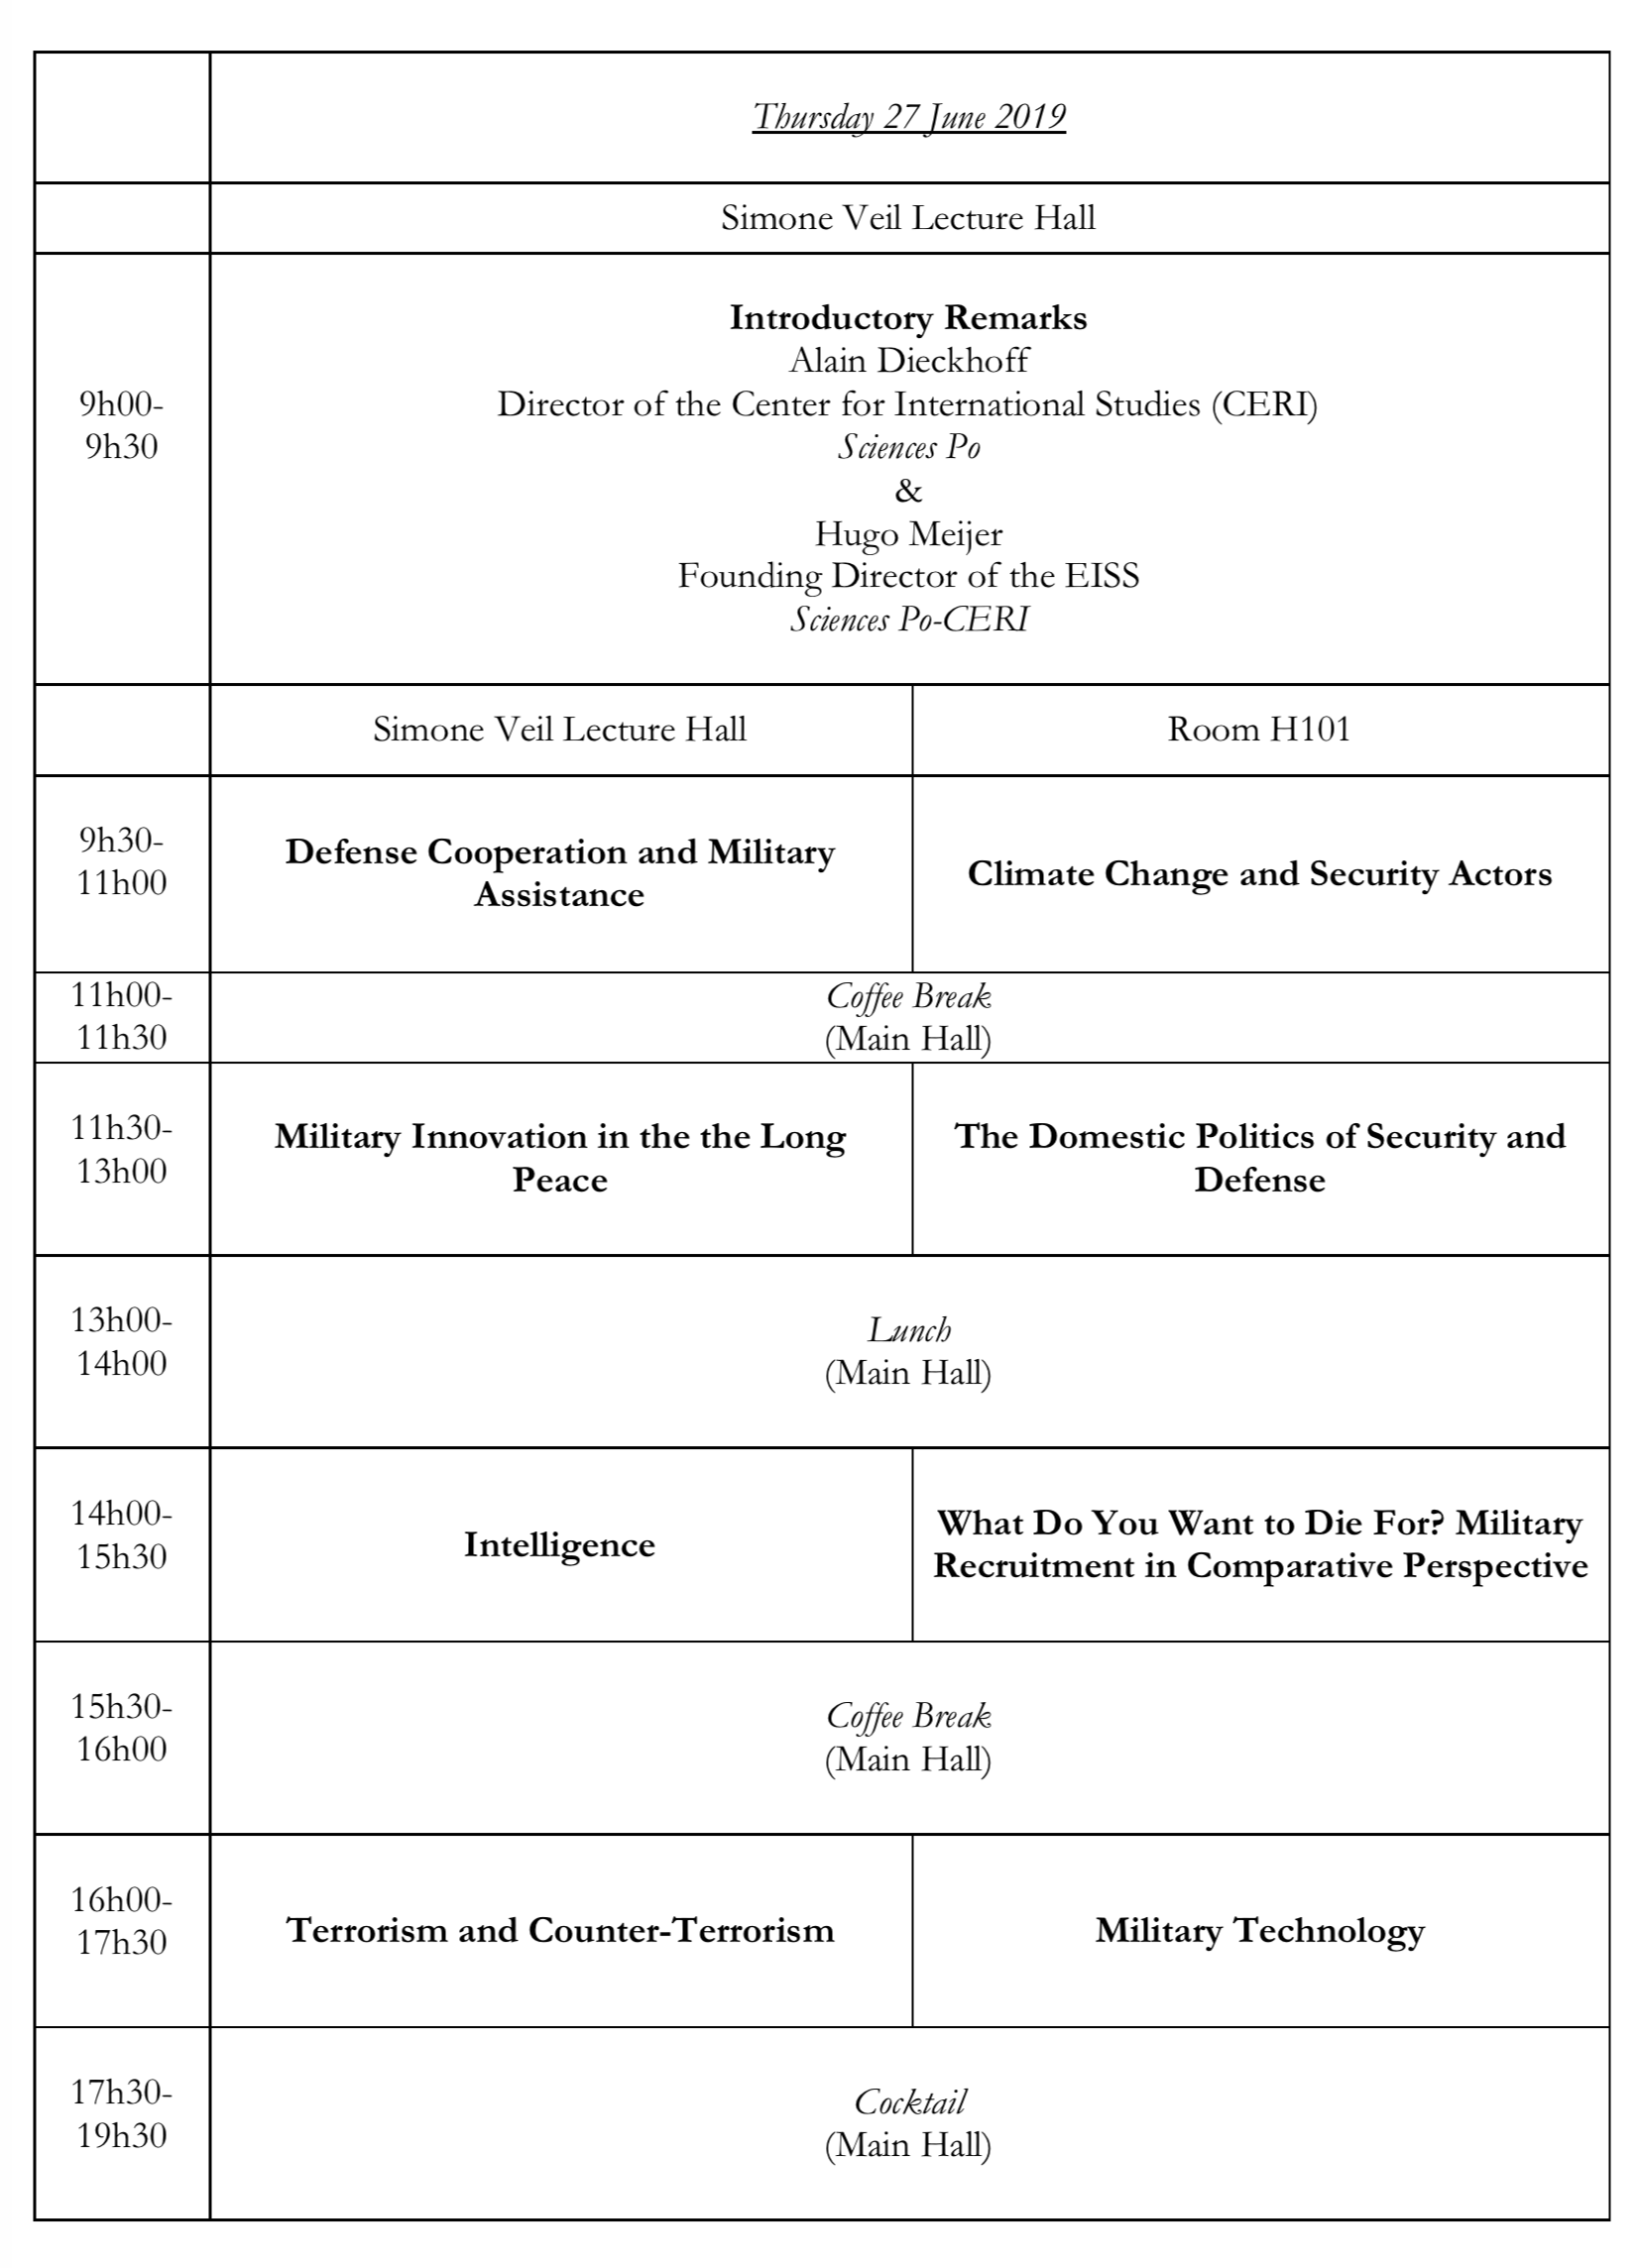 Thursday 27 June 2019
Simone Veil Lecture Hall
9h00-
9h30
Introductory Remarks
Alain Dieckhoff
Director of the Center for International Studies (CERI)
Sciences Po
&
Hugo Meijer
Founding Director of the EISS
Sciences Po-CERI
Simone Veil Lecture Hall
Room H101
9h30-
11h00
Defense Cooperation and Military
Assistance
Climate Change and Security Actors
11h00-
11h30
Coffee Break
(Main Hall)
11h30-
13h00
Military Innovation in the the Long
Peace
The Domestic Politics of Security and
Defense
13h00-
14h00
Lunch
(Main Hall)
14h00-
15h30
Intelligence
What Do You Want to Die For? Military
Recruitment in Comparative Perspective
15h30-
16h00
Coffee Break
(Main Hall)
16h00-
17h30
Terrorism and Counter-Terrorism
Military Technology
17h30-
19h30
Cocktail
(Main Hall)